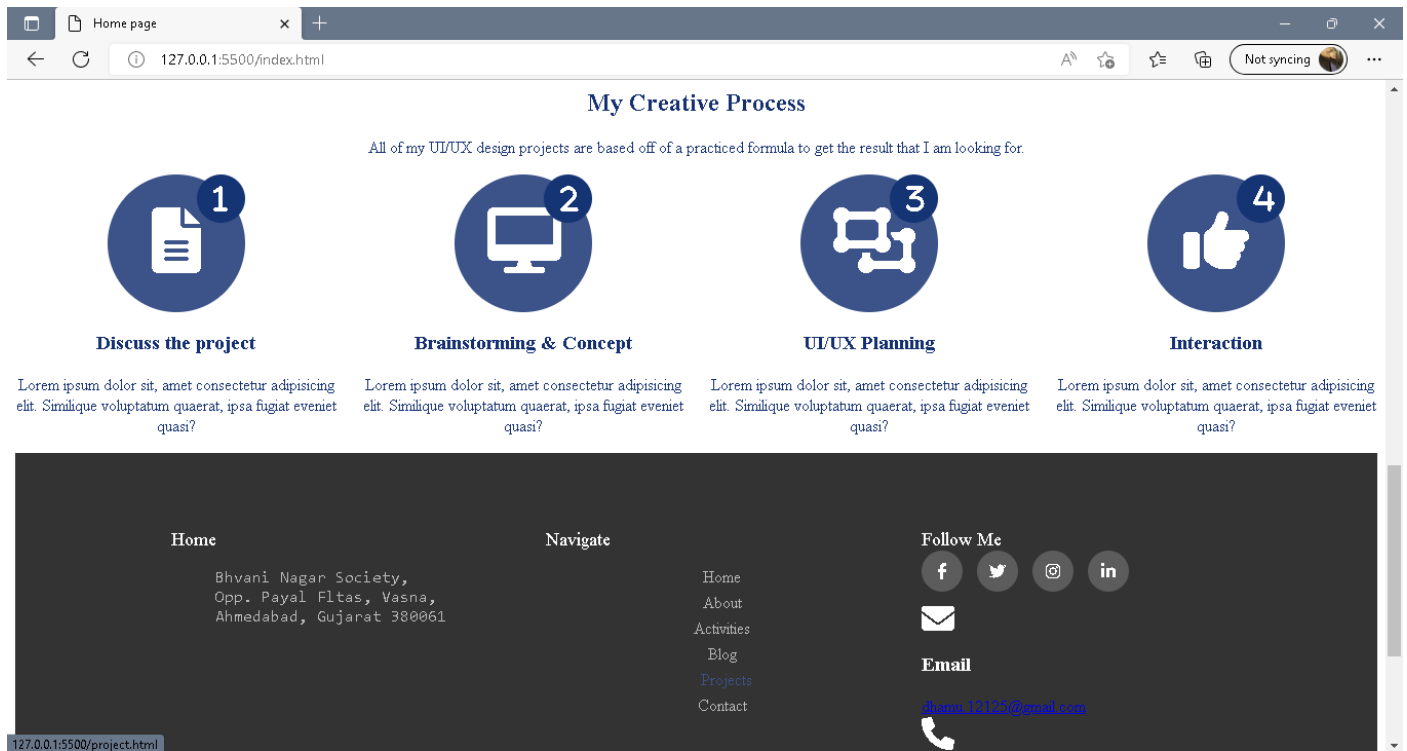 Home page
127.0.0.1:5500/index.html
Not syncing
My Creative Process
All of my UI/UX design projects are based off of a practiced formula to get the result that I am looking for.
1
2
3
4
Discuss the project
Lorem ipsum dolor sit, amet consectetur adipisicing
elit. Similique voluptatum quaerat, ipsa fugiat eveniet
quasi?
Brainstorming & Concept
Lorem ipsum dolor sit, amet consectetur adipisicing
elit. Similique voluptatum quaerat, ipsa fugiat eveniet
quasi?
UI/UX Planning
Lorem ipsum dolor sit, amet consectetur adipisicing
elit. Similique voluptatum quaerat, ipsa fugiat eveniet
quasi?
Interaction
Lorem ipsum dolor sit, amet consectetur adipisicing
elit. Similique voluptatum quaerat, ipsa fugiat eveniet
quasi?
Home
Bhvani Nagar Society,
Opp. Payal Fltas, Vasna,
Ahmedabad, Gujarat 380061
Navigate
Home
About
Activities
Blog
Projects
Contact
Follow Me
Email
dhamu.12125@gmail.com
127.0.0.1:5500/project.html